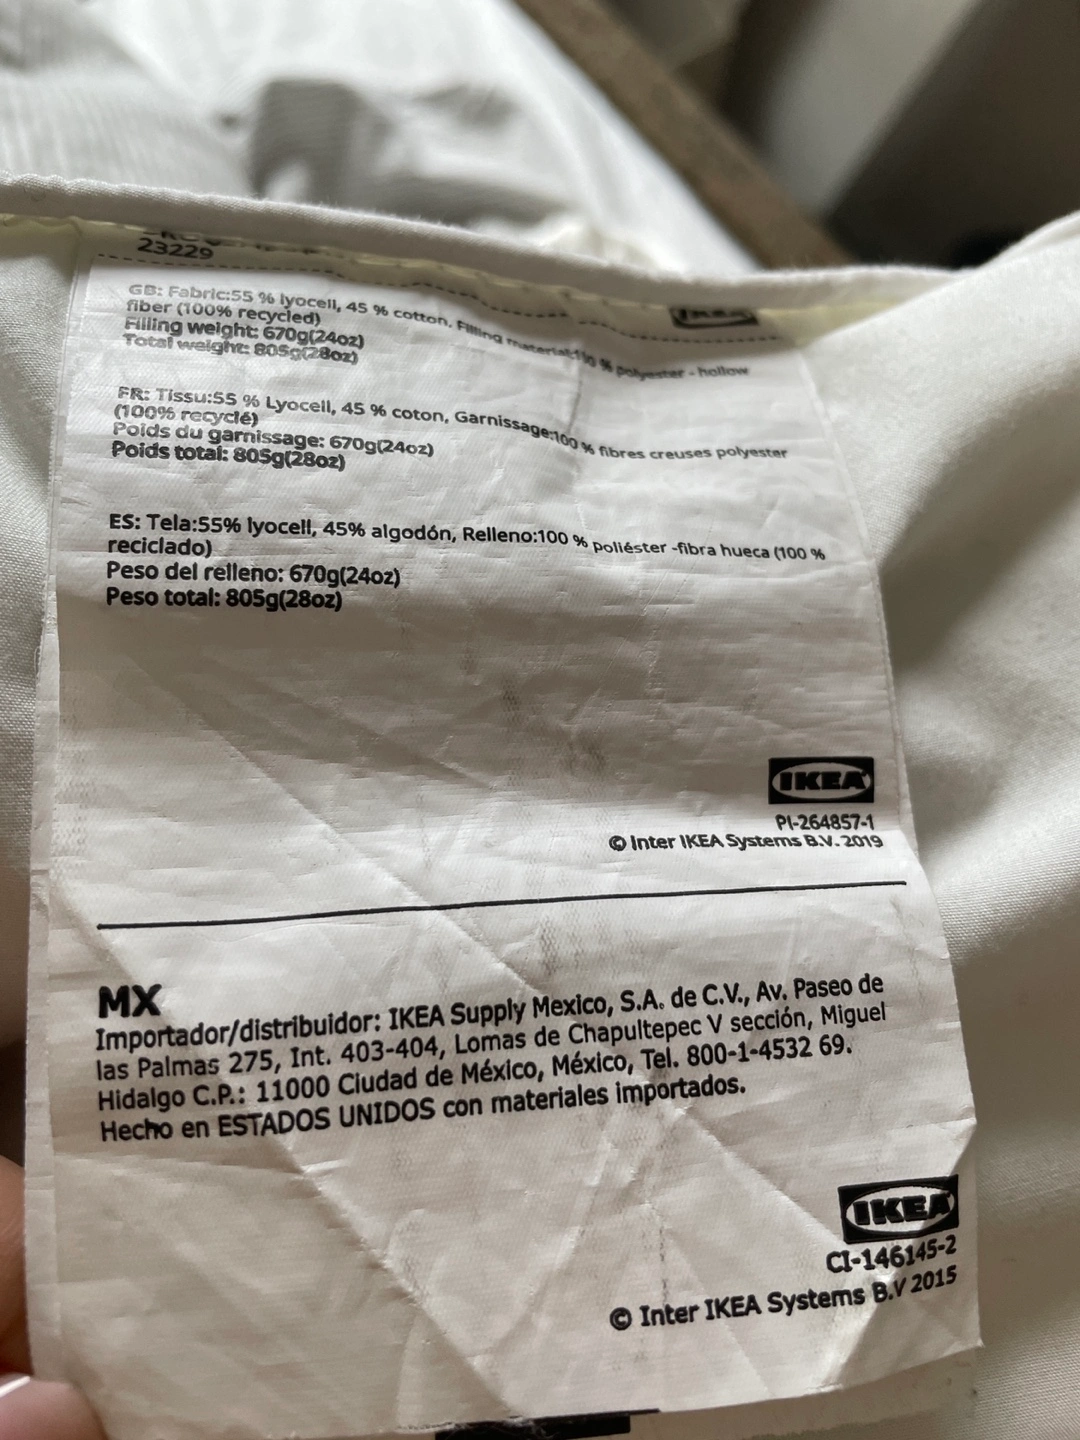 23229
IKEA
GB: Fabric:55 % lyocell, 45 % cotton, Filling material:100 % polyester - hollow
fiber (100% recycled)
Filling weight: 670g(24oz)
Total weight: 805g(28oz)
FR: Tissu:55 % Lyocell, 45 % coton, Garnissage:100 % fibres creuses polyester
(100% recyclé)
Poids du garnissage: 670g(24oz)
Poids total: 805g(28oz)
ES: Tela:55% lyocell, 45% algodón, Relleno:100 % poliéster -fibra hueca (100 %
reciclado)
Peso del relleno: 670g(24oz)
Peso total: 805g(28oz)
IKEA
PI-264857-1
© Inter IKEA Systems B.V. 2019
MX
Importador/distribuidor: IKEA Supply Mexico, S.A. de C.V., Av. Paseo de
las Palmas 275, Int. 403-404, Lomas de Chapultepec V sección, Miguel
Hidalgo C.P.: 11000 Ciudad de México, México, Tel. 800-1-4532 69.
Hecho en ESTADOS UNIDOS con materiales importados.
IKEA
CI-146145-2
© Inter IKEA Systems B.V 2015